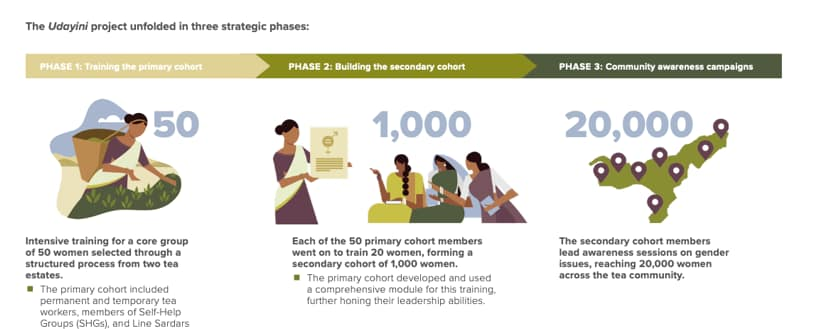 The Udayini project unfolded in three strategic phases:
PHASE 1: Training the primary cohort
PHASE 2: Building the secondary cohort
PHASE 3: Community awareness campaigns
50
1,000
20,000
Intensive training for a core group
of 50 women selected through a
structured process from two tea
estates.
■ The primary cohort included
permanent and temporary tea
workers, members of Self-Help
Groups (SHGs), and Line Sardars
Each of the 50 primary cohort members
went on to train 20 women, forming a
secondary cohort of 1,000 women.
■ The primary cohort developed and used
a comprehensive module for this training,
further honing their leadership abilities.
The secondary cohort members
lead awareness sessions on gender
issues, reaching 20,000 women
across the tea community.